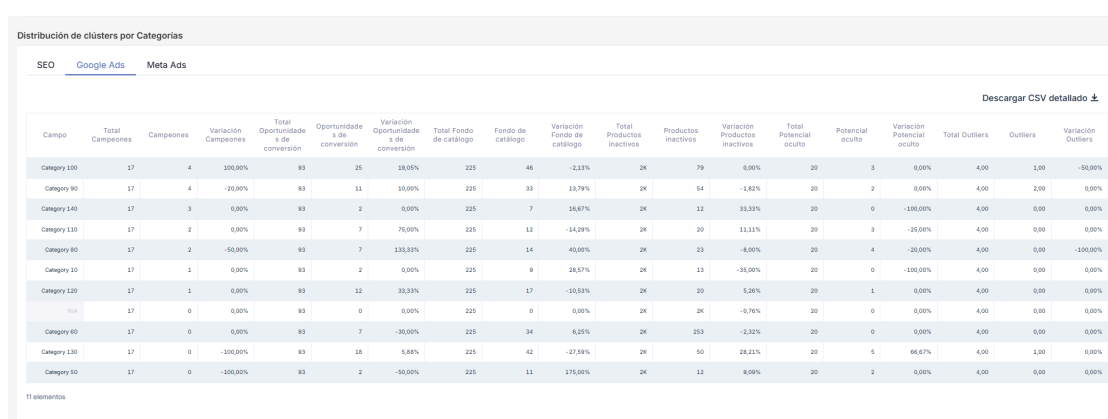 Distribución de clústers por Categorías
SEO Google Ads Meta Ads
Descargar CSV detallado
Campo Total Campeones Campeones Variación Campeones Total Oportunidade s de conversión Oportunidade s de conversión Variación Oportunidade s de conversión Total Fondo de catálogo Fondo de catálogo Variación Fondo de catálogo Total Productos inactivos Productos inactivos Variación Productos inactivos Total Potencial oculto Potencial oculto Variación Potencial oculto Total Outliers Outliers Variación Outliers
Category 100 17 4 100,00% 93 25 19,05% 225 46 -2,13% 2K 79 0,00% 20 3 0,00% 4,00 1,00 -50,00%
Category 90 17 4 -20,00% 93 11 10,00% 225 33 13,79% 2K 54 -1,82% 20 2 0,00% 4,00 2,00 0,00%
Category 140 17 3 0,00% 93 2 0,00% 225 7 16,67% 2K 12 33,33% 20 0 -100,00% 4,00 0,00 0,00%
Category 110 17 2 0,00% 93 7 75,00% 225 12 -14,29% 2K 20 11,11% 20 3 -25,00% 4,00 0,00 0,00%
Category 80 17 2 -50,00% 93 7 133,33% 225 14 40,00% 2K 23 -8,00% 20 4 -20,00% 4,00 0,00 -100,00%
Category 10 17 1 0,00% 93 2 0,00% 225 9 28,57% 2K 13 -35,00% 20 0 -100,00% 4,00 0,00 0,00%
Category 120 17 1 0,00% 93 12 33,33% 225 17 -10,53% 2K 20 5,26% 20 1 0,00% 4,00 0,00 0,00%
N/A 17 0 0,00% 93 0 0,00% 225 0 0,00% 2K 2K -0,76% 20 0 0,00% 4,00 0,00 0,00%
Category 60 17 0 0,00% 93 7 -30,00% 225 34 6,25% 2K 253 -2,32% 20 0 0,00% 4,00 0,00 0,00%
Category 130 17 0 -100,00% 93 18 5,88% 225 42 -27,59% 2K 50 28,21% 20 5 66,67% 4,00 1,00 0,00%
Category 50 17 0 -100,00% 93 2 -50,00% 225 11 175,00% 2K 12 9,09% 20 2 0,00% 4,00 0,00 0,00%
11 elementos